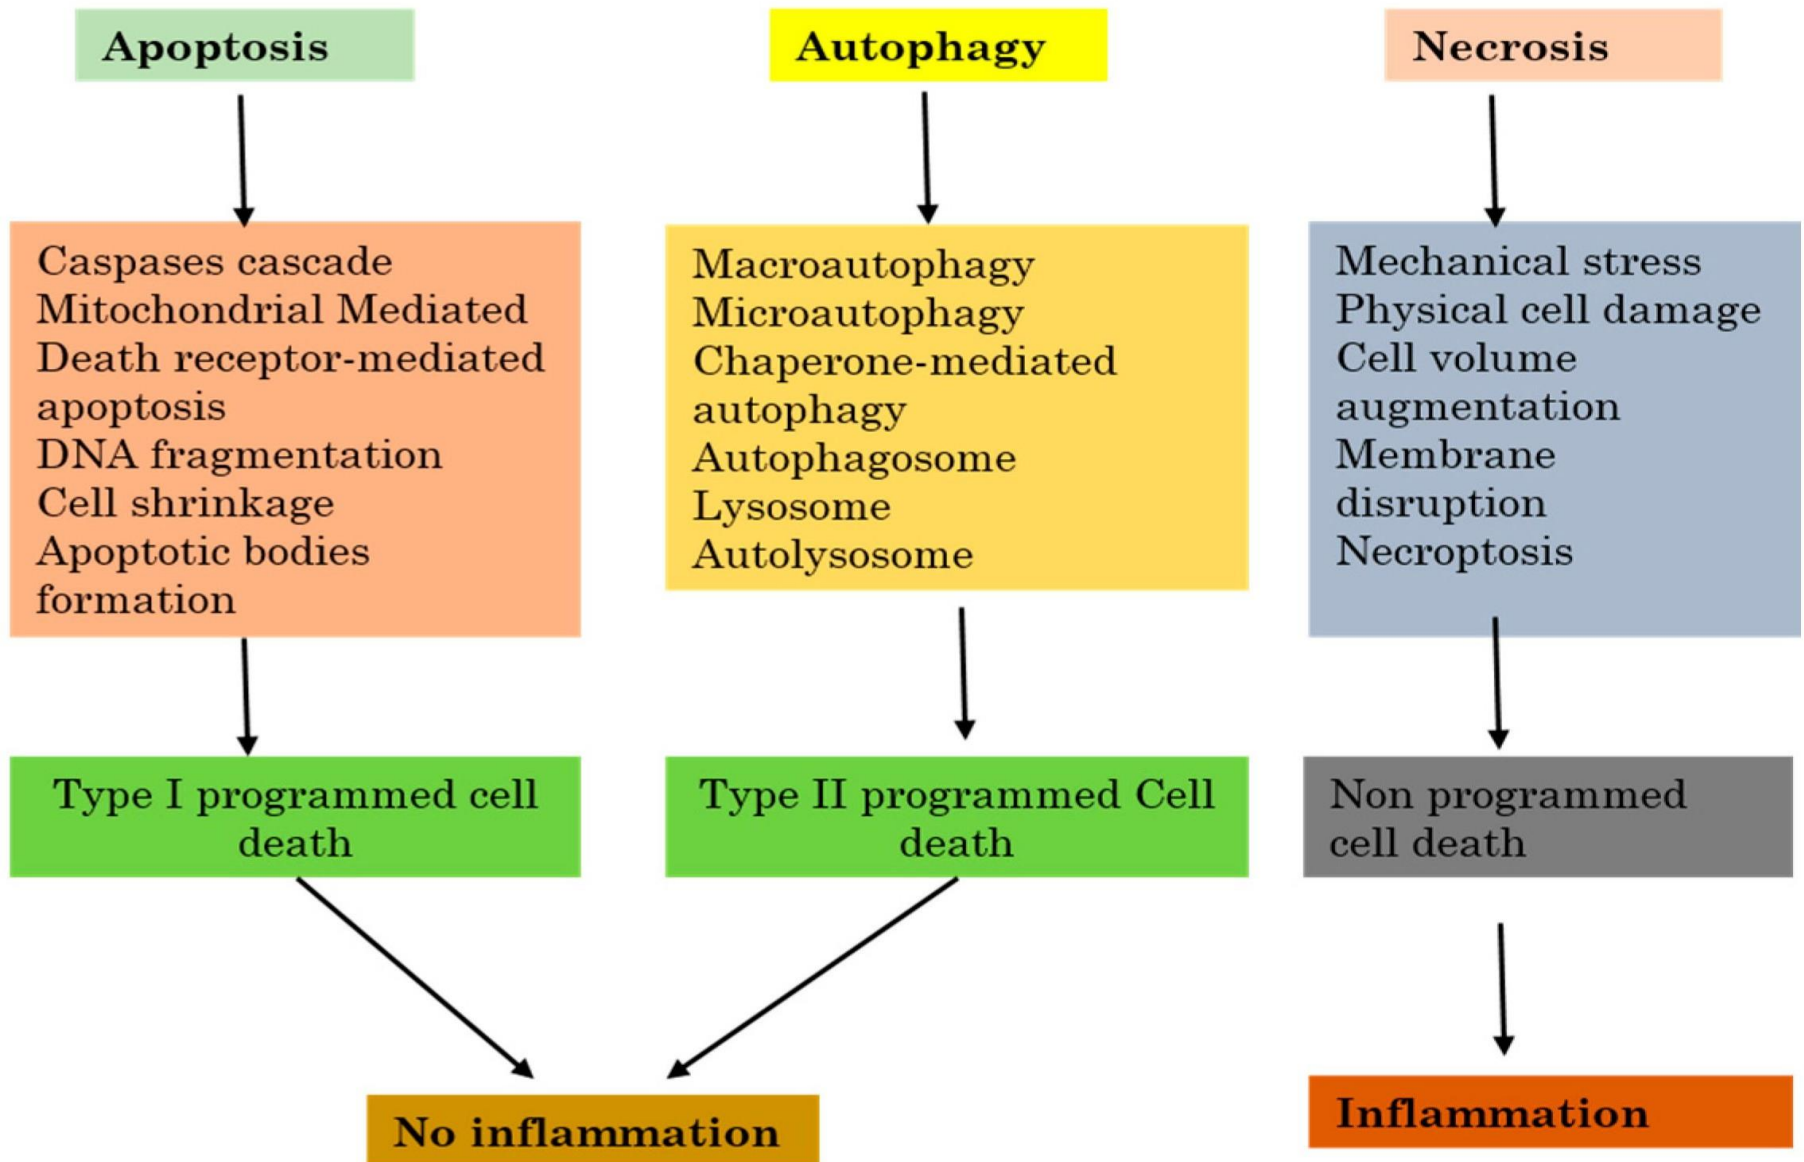 Apoptosis
Caspases cascade
Mitochondrial Mediated
Death receptor-mediated
apoptosis
DNA fragmentation
Cell shrinkage
Apoptotic bodies
formation
Type I programmed cell
death
Autophagy
Macroautophagy
Microautophagy
Chaperone-mediated
autophagy
Autophagosome
Lysosome
Autolysosome
Type II programmed Cell
death
No inflammation
Necrosis
Mechanical stress
Physical cell damage
Cell volume
augmentation
Membrane
disruption
Necroptosis
Non programmed
cell death
Inflammation